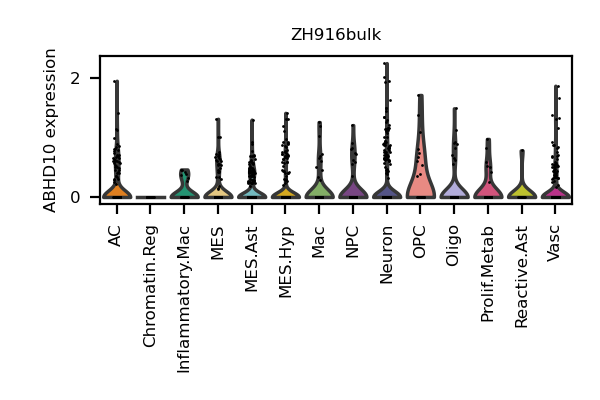 ZH916bulk
ABHD10 expression
2
0
AC
Chromatin.Reg
Inflammatory.Mac
MES
MES.Ast
MES.Hyp
Mac
NPC
Neuron
OPC
Oligo
Prolif.Metab
Reactive.Ast
Vasc